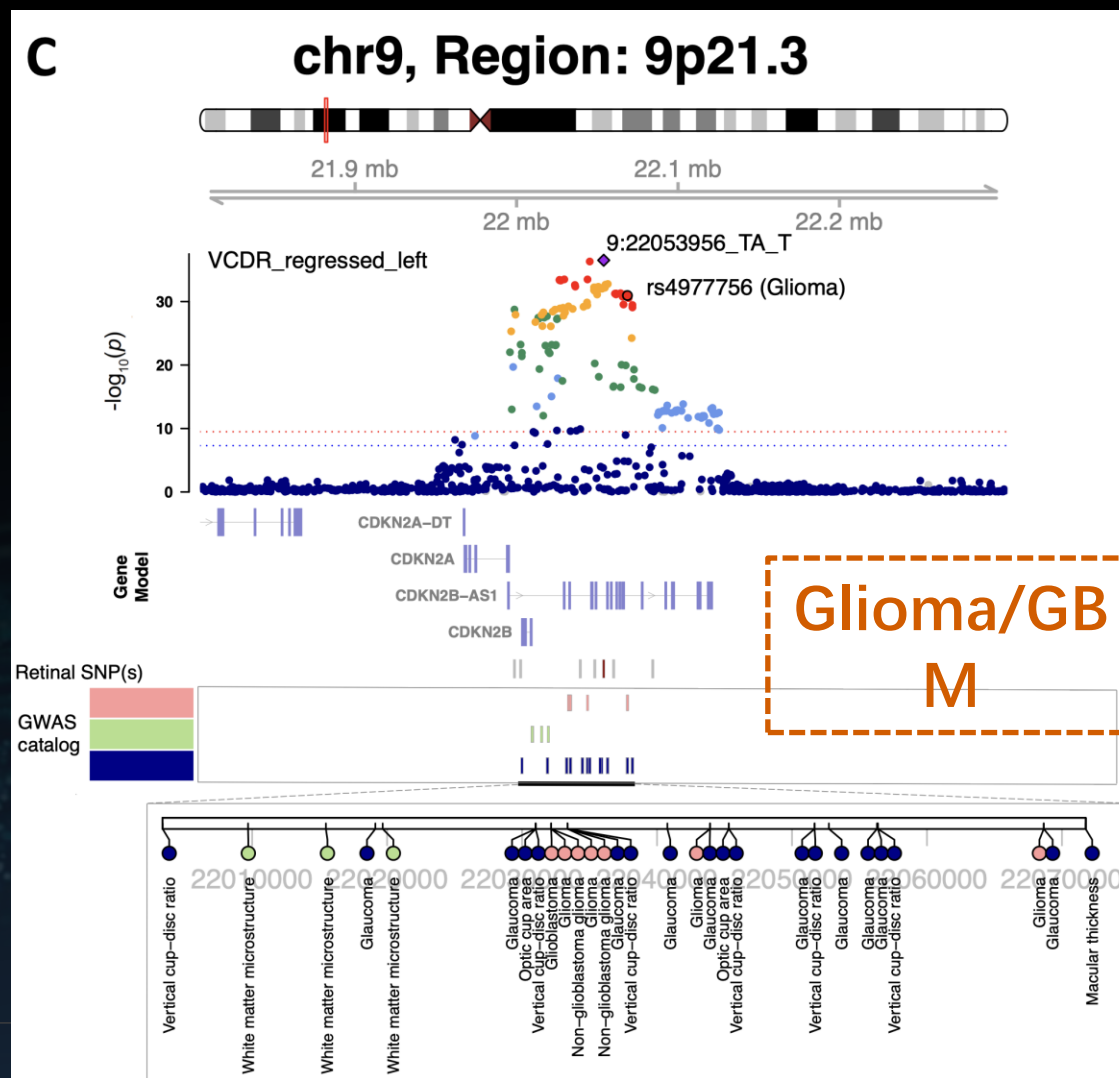 C
chr9, Region: 9p21.3
21.9 mb
22.1 mb
22 mb
22.2 mb
VCDR_regressed_left
9:22053956_TA_T
rs4977756 (Glioma)
-log10(p)
30
20
10
0
CDKN2A-DT
CDKN2A
CDKN2B-AS1
CDKN2B
Gene
Model
Glioma/GB
M
Retinal SNP(s)
GWAS
catalog
22010000
Vertical cup-disc ratio
White matter microstructure
White matter microstructure
Glaucoma
White matter microstructure
Glaucoma
Optic cup area
Vertical cup-disc ratio
Glioblastoma
Glioma
Non-glioblastoma glioma
Glioma
Non-glioblastoma glioma
Glaucoma
Vertical cup-disc ratio
Glaucoma
Glioma
Glaucoma
Optic cup area
Vertical cup-disc ratio
Glaucoma
Vertical cup-disc ratio
Glaucoma
Glaucoma
Glaucoma
Vertical cup-disc ratio
Glioma
Glaucoma
Macular thickness